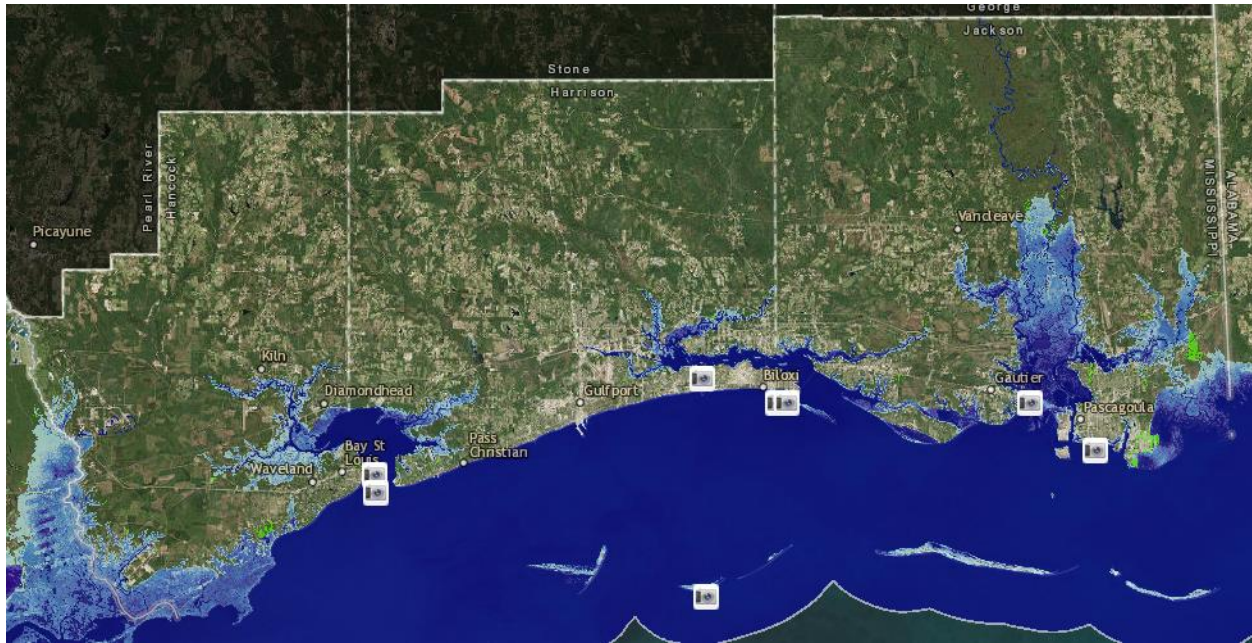 George
Jackson
Stone
Harrison
Pearl River
Hancock
MISSISSIPPI
ALABAMA
Picayune
Vancleave
Kiln
Diamondhead
Gulfport
Biloxi
Gautier
Pascagoula
Bay St
Louis
Pass
Christian
Waveland